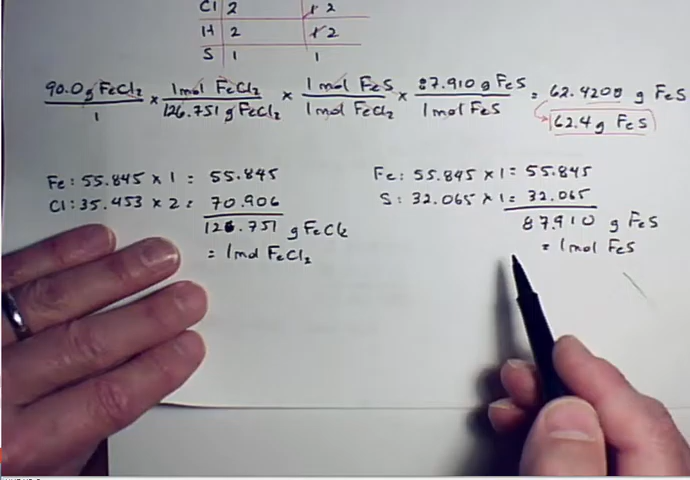 Cl 2 1 2
H 2 1 2
S 1 1
90.0 g FeCl₂ / 1 × 1 mol FeCl₂ / 126.751 g FeCl₂ × 1 mol FeS / 1 mol FeCl₂ × 87.910 g FeS / 1 mol FeS = 62.4208 g FeS
62.4 g FeS
Fe: 55.845 × 1 = 55.845
Cl: 35.453 × 2 = 70.906
126.751 g FeCl₂
= 1 mol FeCl₂
Fe: 55.845 × 1 = 55.845
S: 32.065 × 1 = 32.065
87.910 g FeS
= 1 mol FeS